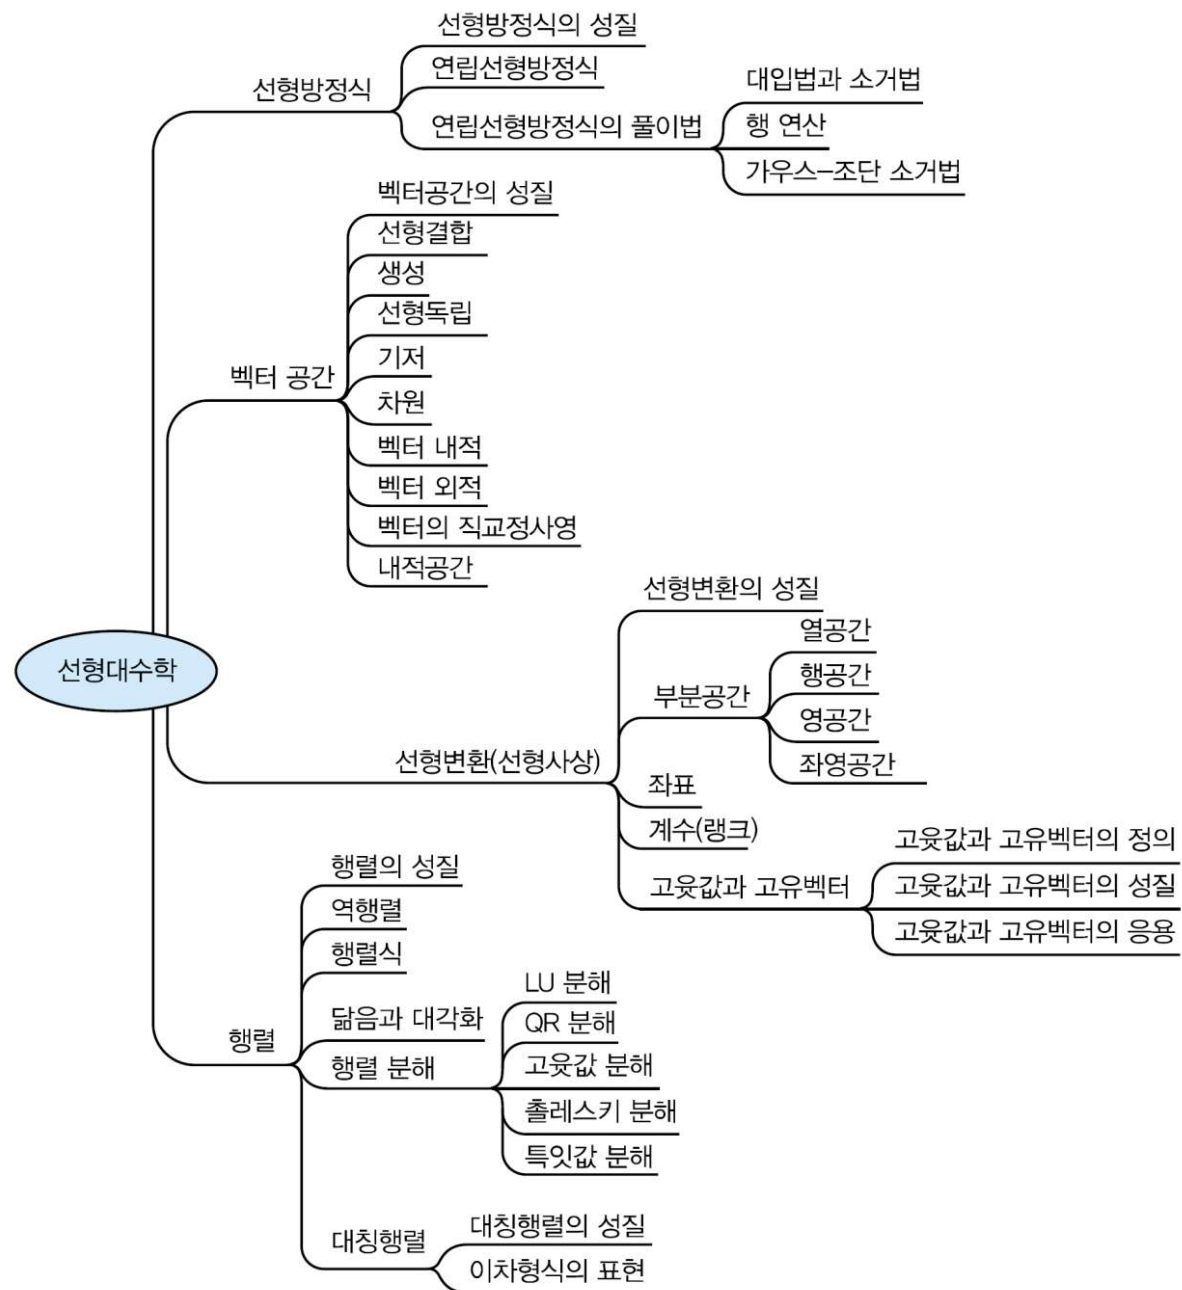 선형대수학
선형방정식
선형방정식의 성질
연립선형방정식
연립선형방정식의 풀이법
대입법과 소거법
행 연산
가우스-조단 소거법
벡터 공간
벡터공간의 성질
선형결합
생성
선형독립
기저
차원
벡터 내적
벡터 외적
벡터의 직교정사영
내적공간
선형변환(선형사상)
선형변환의 성질
부분공간
열공간
행공간
영공간
좌영공간
좌표
계수(랭크)
고윳값과 고유벡터
고윳값과 고유벡터의 정의
고윳값과 고유벡터의 성질
고윳값과 고유벡터의 응용
행렬
행렬의 성질
역행렬
행렬식
닮음과 대각화
행렬 분해
LU 분해
QR 분해
고윳값 분해
촐레스키 분해
특잇값 분해
대칭행렬
대칭행렬의 성질
이차형식의 표현